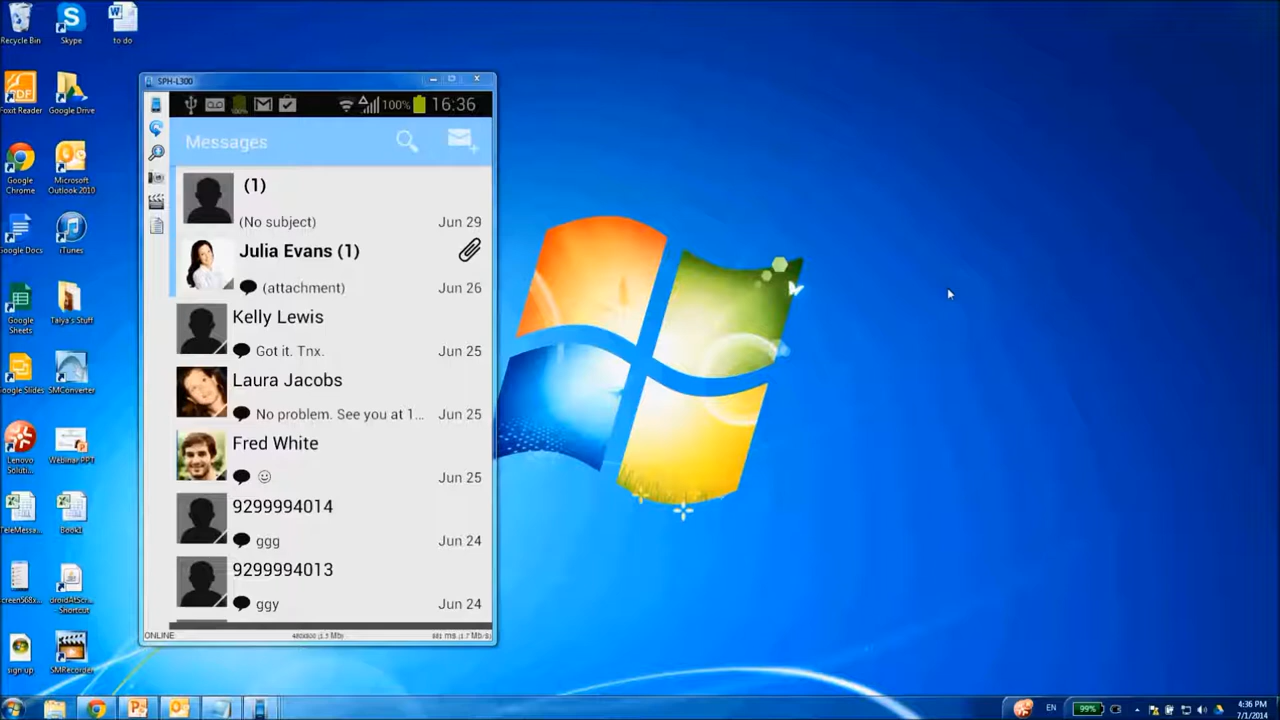 Recycle Bin
Skype
to do
Foxit Reader
Google Drive
Google Chrome
Microsoft Outlook 2010
Google Docs
iTunes
Google Sheets
Talya's Stuff
Google Slides
SMConverter
Lenovo Soluti...
Webinar PPT
TeleMessa...
Book1
Shortcut
sign up
SMRecorder
SPH-L300
100%
100%
16:36
Messages
(1)
(No subject)
Jun 29
Julia Evans (1)
(attachment)
Jun 26
Kelly Lewis
Got it. Tnx.
Jun 25
Laura Jacobs
No problem. See you at 1...
Jun 25
Fred White
Jun 25
9299994014
ggg
Jun 24
9299994013
ggy
Jun 24
ONLINE
EN
99%
4:36 PM
7/1/2014